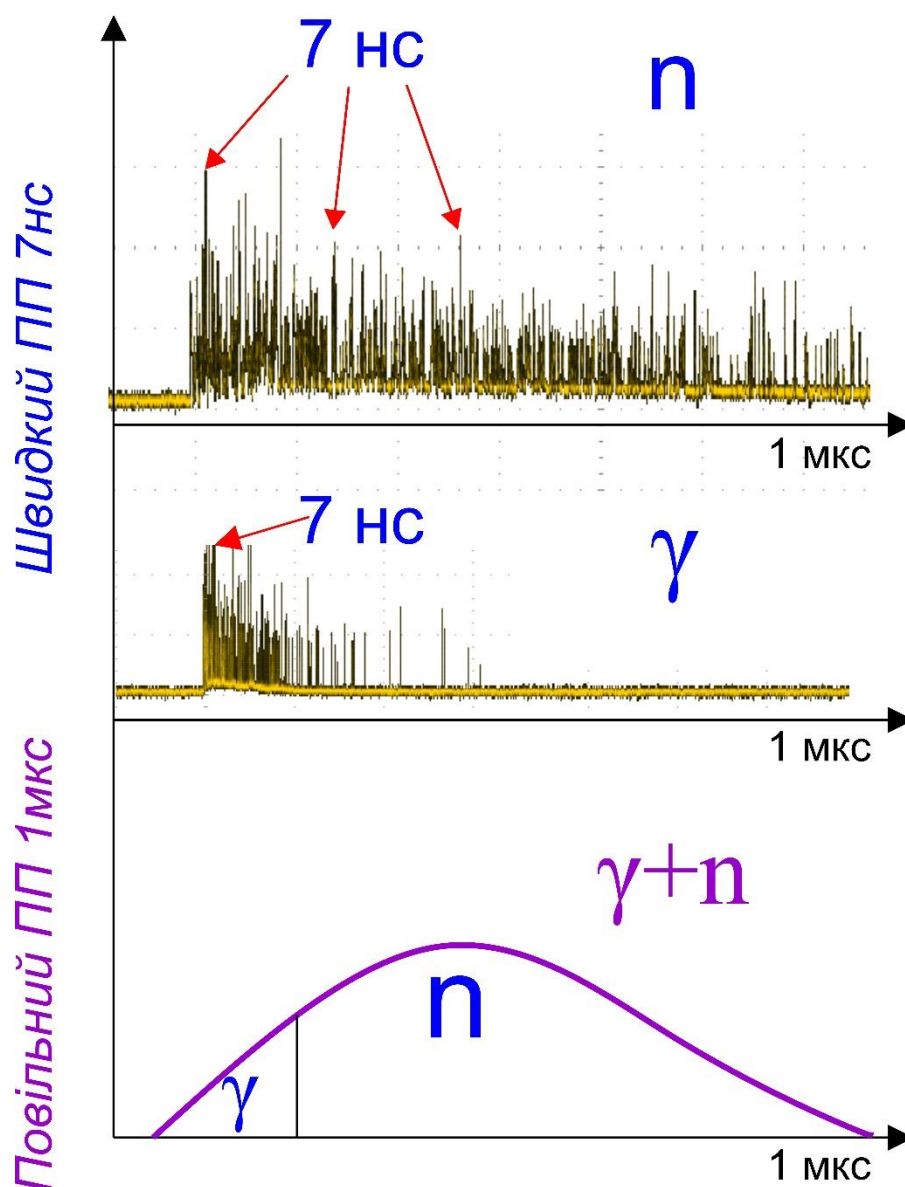 7 нс
n
Швидкий ПП 7нс
1 мкс
7 нс
γ
1 мкс
Повільний ПП 1мкс
γ+n
n
γ
1 мкс